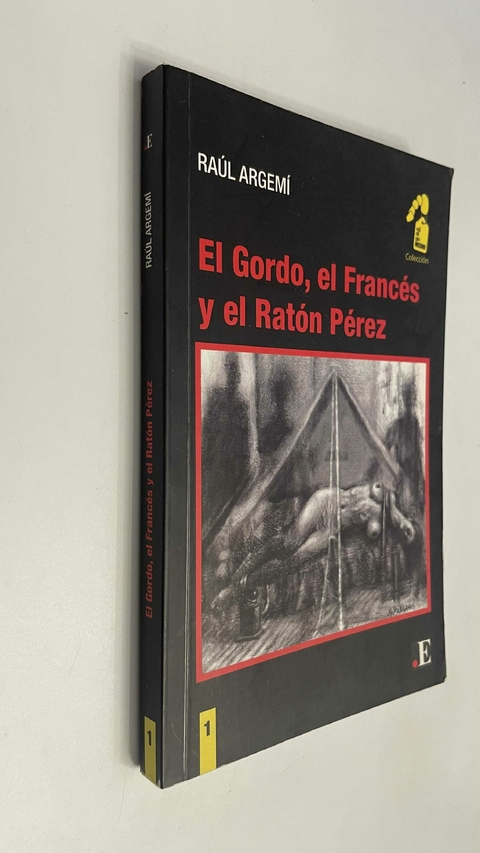 RAÚL ARGEMÍ
Colección
El Gordo, el Francés
y el Ratón Pérez
.E
1
.E
RAÚL ARGEMÍ
El Gordo, el Francés y el Ratón Pérez
1